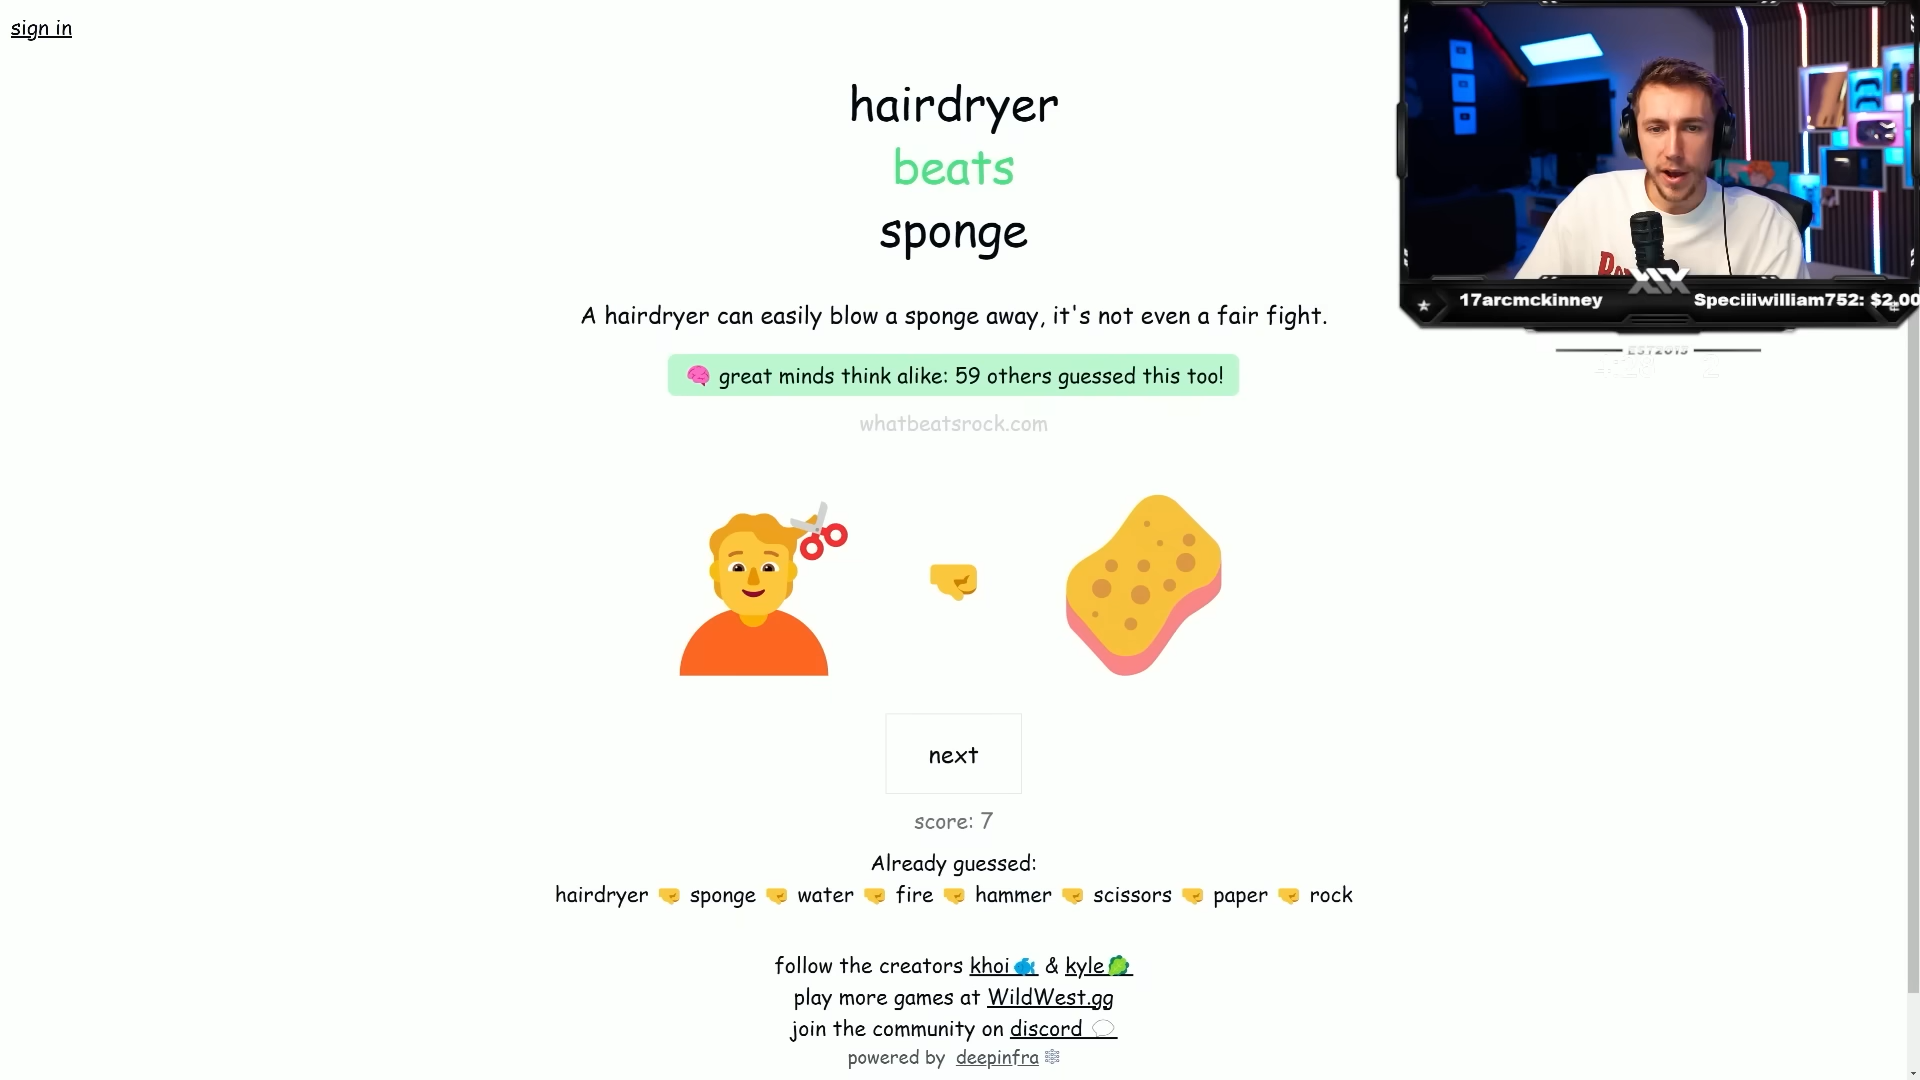 sign in
hairdryer
beats
sponge
A hairdryer can easily blow a sponge away, it's not even a fair fight.
🧠 great minds think alike: 59 others guessed this too!
whatbeatsrock.com
next
score: 7
Already guessed:
hairdryer 🤜 sponge 🤜 water 🤜 fire 🤜 hammer 🤜 scissors 🤜 paper 🤜 rock
follow the creators khoi🐟 & kyle🥦
play more games at WildWest.gg
join the community on discord 💬
powered by deepinfra
17arcmckinney
Speciiiwilliam752: $2.00
XIX
EST2015